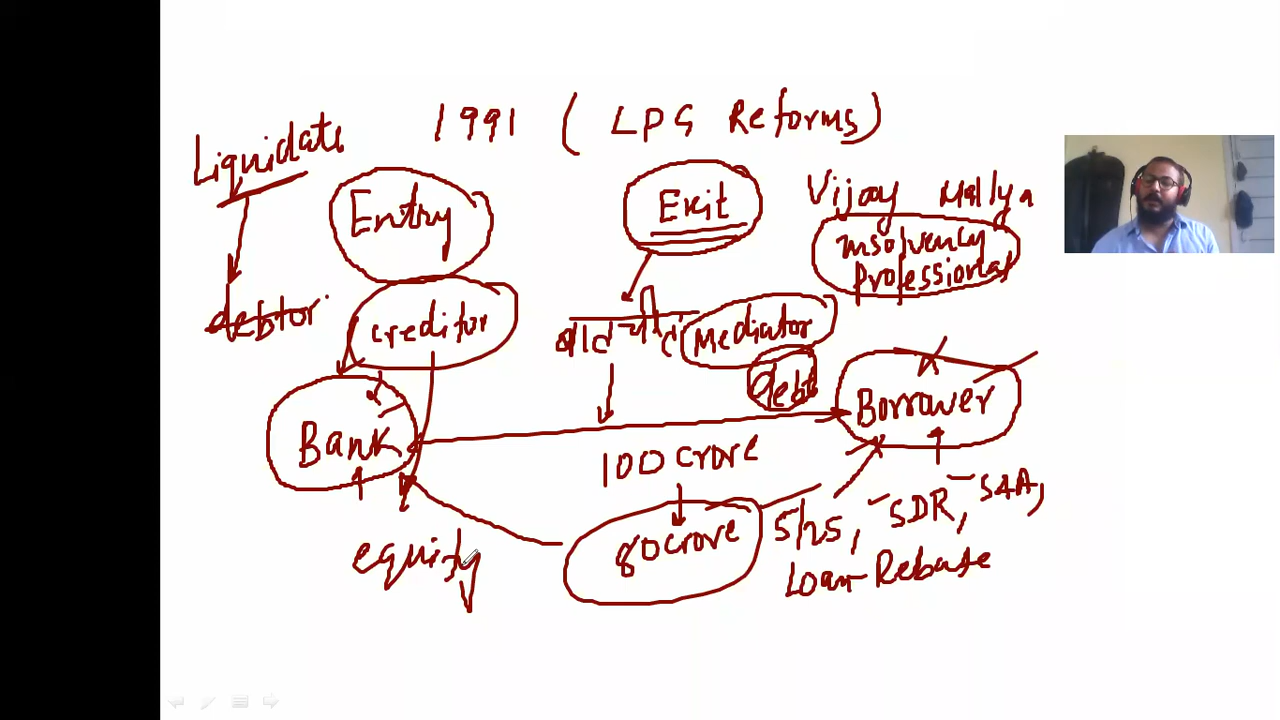 1991 ( LPG Reforms)
Liquidate
Entry
Exit
Vijay Mallya
Insolvency
Professional
debtor
creditor
Mediator
debt
Borrower
Bank
100 crore
80 crore
5/25, SDR, S4A,
Loan Rebate
equity